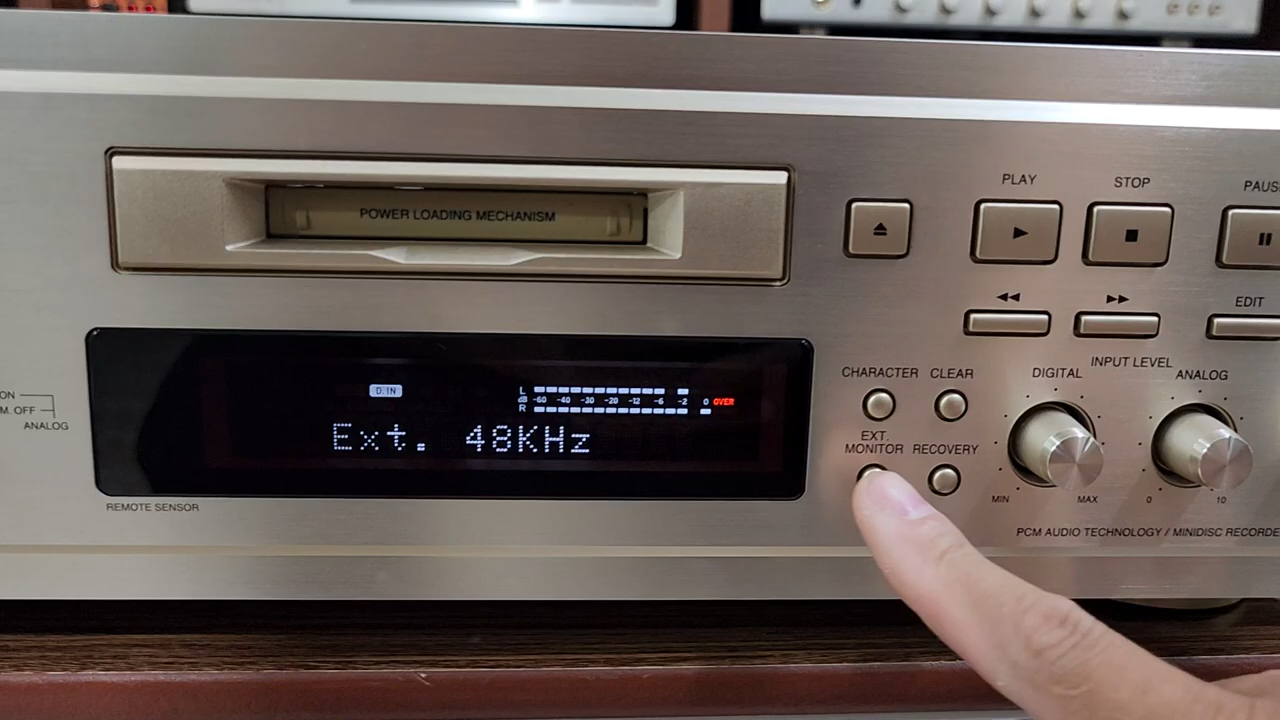 POWER LOADING MECHANISM
PLAY
STOP
PAUS
EDIT
ON
M. OFF
ANALOG
D.IN
L
dB -60 -40 -30 -20 -12 -6 -2 0 OVER
R
Ext. 48KHz
REMOTE SENSOR
CHARACTER CLEAR
EXT.
MONITOR RECOVERY
INPUT LEVEL
DIGITAL
ANALOG
MIN
MAX
0
10
PCM AUDIO TECHNOLOGY / MINIDISC RECORDE